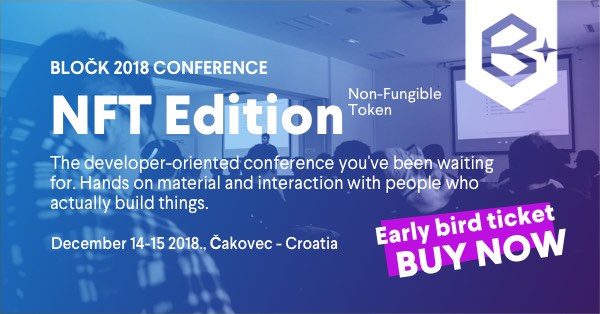 BLOČK 2018 CONFERENCE
NFT Edition
Non-Fungible
Token
The developer-oriented conference you've been waiting
for. Hands on material and interaction with people who
actually build things.
December 14-15 2018., Čakovec - Croatia
Early bird ticket
BUY NOW